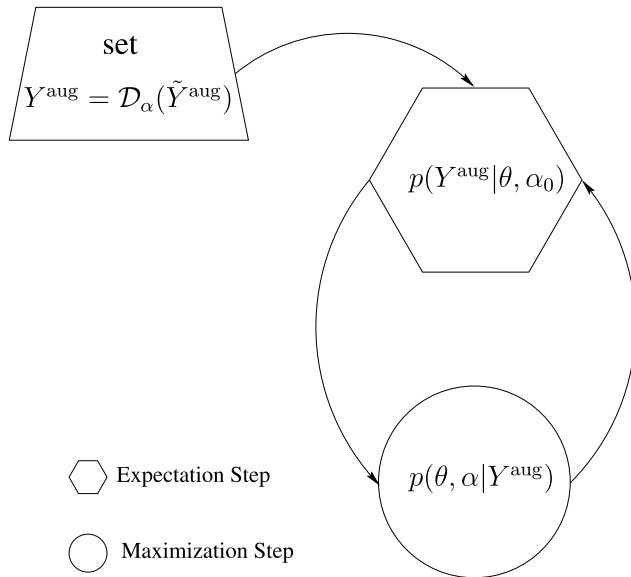 set
Y^aug = 𝒟_α(Ỹ^aug)
p(Y^aug|θ, α_0)
p(θ, α|Y^aug)
Expectation Step
Maximization Step